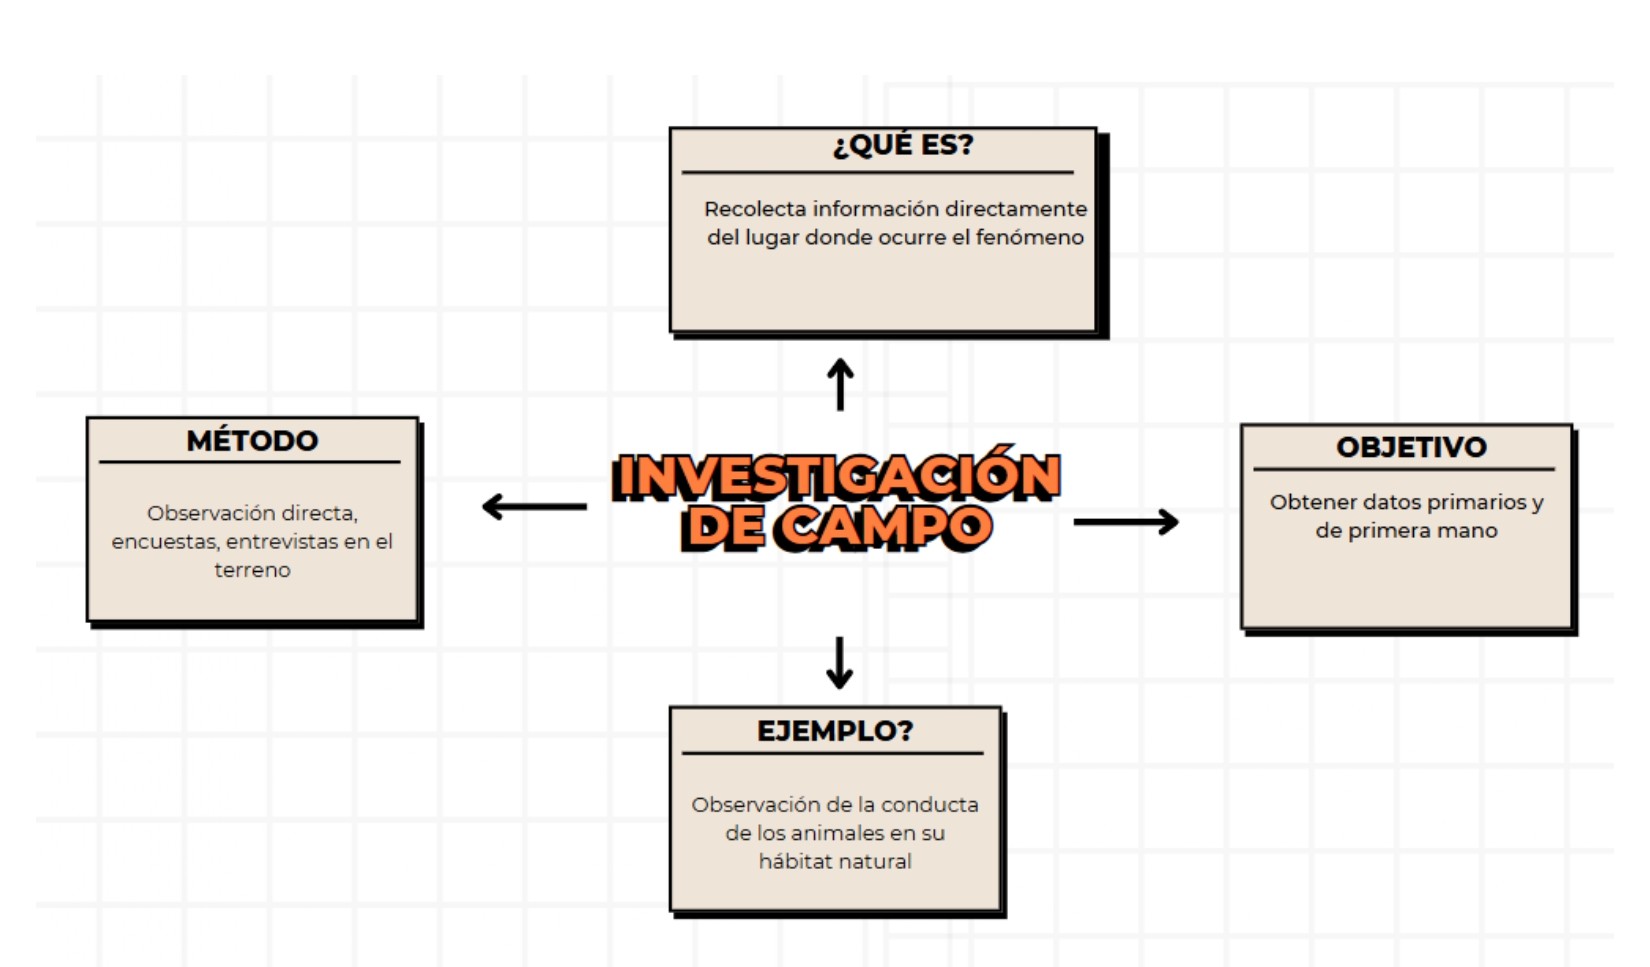 ¿QUÉ ES?
Recolecta información directamente
del lugar donde ocurre el fenómeno
MÉTODO
Observación directa,
encuestas, entrevistas en el
terreno
INVESTIGACIÓN
DE CAMPO
OBJETIVO
Obtener datos primarios y
de primera mano
EJEMPLO?
Observación de la conducta
de los animales en su
hábitat natural